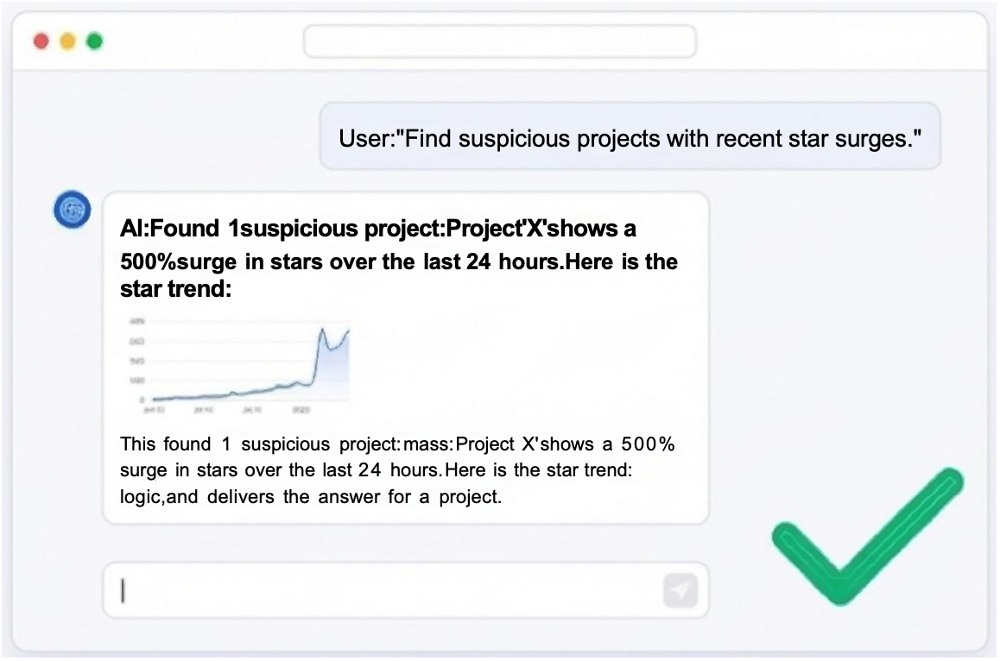 User:"Find suspicious projects with recent star surges."
AI:Found 1suspicious project:Project'X'shows a
500%surge in stars over the last 24 hours.Here is the
star trend:
0
This found 1 suspicious project:mass:Project X'shows a 500%
surge in stars over the last 24 hours.Here is the star trend:
logic,and delivers the answer for a project.